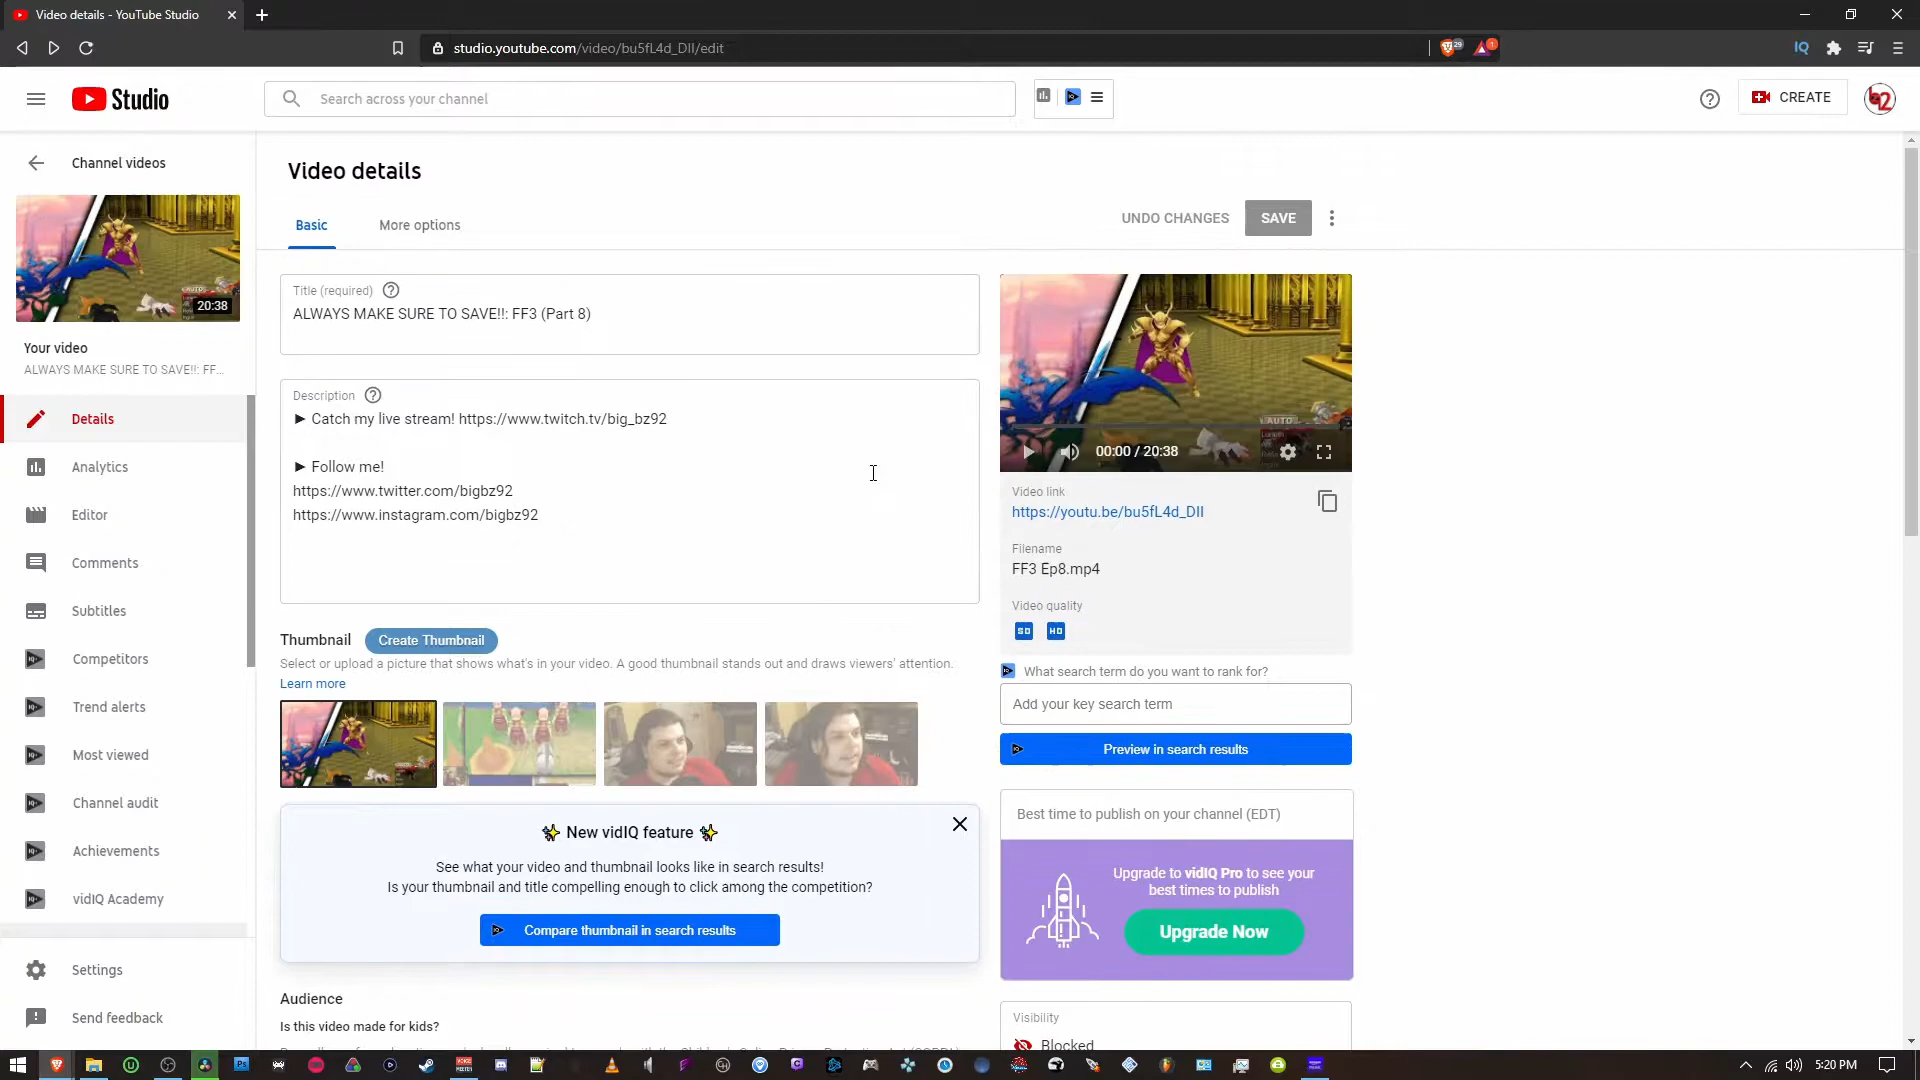 Video details - YouTube Studio
studio.youtube.com/video/bu5fL4d_DII/edit
29
1
IQ
Studio
Search across your channel
CREATE
Channel videos
20:38
Your video
ALWAYS MAKE SURE TO SAVE!!: FF...
Details
Analytics
Editor
Comments
Subtitles
Competitors
Trend alerts
Most viewed
Channel audit
Achievements
vidIQ Academy
Settings
Send feedback
Video details
Basic
More options
UNDO CHANGES
SAVE
Title (required)
ALWAYS MAKE SURE TO SAVE!!: FF3 (Part 8)
Description
► Catch my live stream! https://www.twitch.tv/big_bz92
► Follow me!
https://www.twitter.com/bigbz92
https://www.instagram.com/bigbz92
Thumbnail
Create Thumbnail
Select or upload a picture that shows what's in your video. A good thumbnail stands out and draws viewers' attention.
Learn more
✨ New vidIQ feature ✨
See what your video and thumbnail looks like in search results!
Is your thumbnail and title compelling enough to click among the competition?
Compare thumbnail in search results
Audience
Is this video made for kids?
AUTO
00:00 / 20:38
Video link
https://youtu.be/bu5fL4d_DII
Filename
FF3 Ep8.mp4
Video quality
SD
HD
What search term do you want to rank for?
Add your key search term
Preview in search results
Best time to publish on your channel (EDT)
Upgrade to vidIQ Pro to see your
best times to publish
Upgrade Now
Visibility
Blocked
5:20 PM